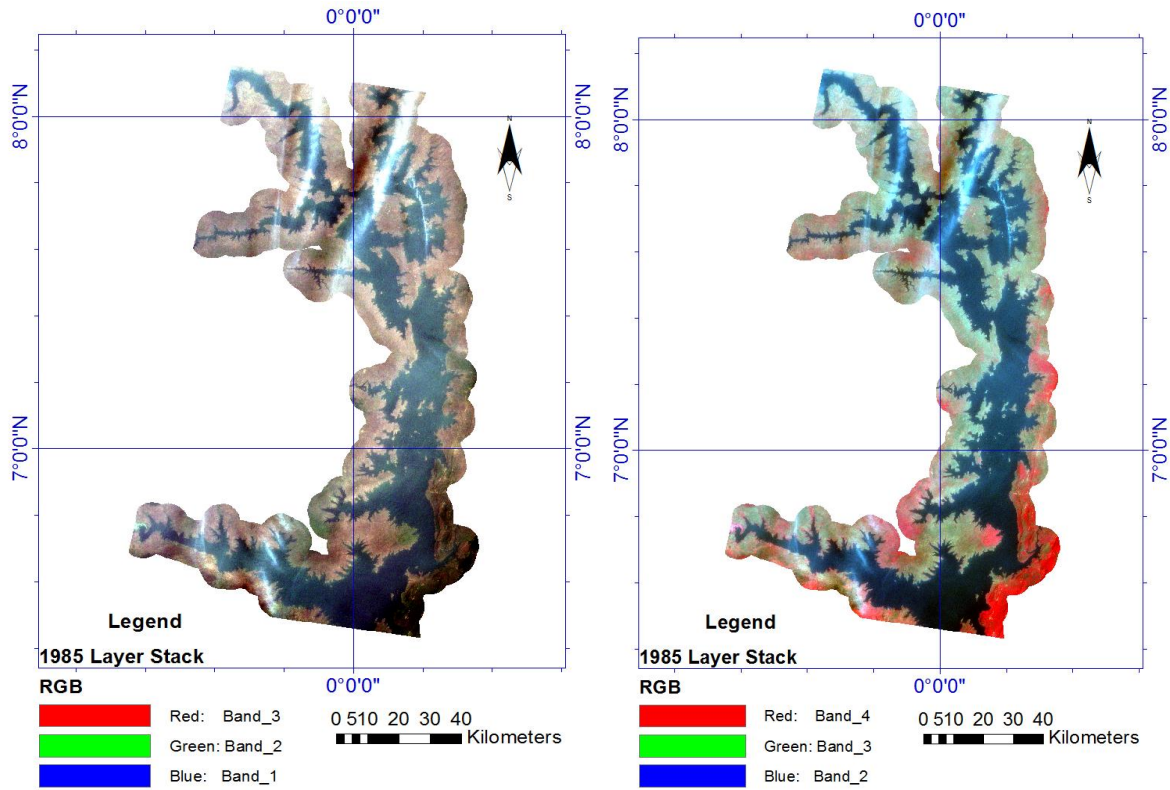 0°0'0"
0°0'0"
8°0'0"N
8°0'0"N
8°0'0"N
8°0'0"N
N
S
N
S
7°0'0"N
7°0'0"N
7°0'0"N
7°0'0"N
Legend
1985 Layer Stack
0°0'0"
RGB
Red: Band_3
Green: Band_2
Blue: Band_1
0 510 20 30 40
Kilometers
Legend
1985 Layer Stack
0°0'0"
RGB
Red: Band_4
Green: Band_3
Blue: Band_2
0 510 20 30 40
Kilometers